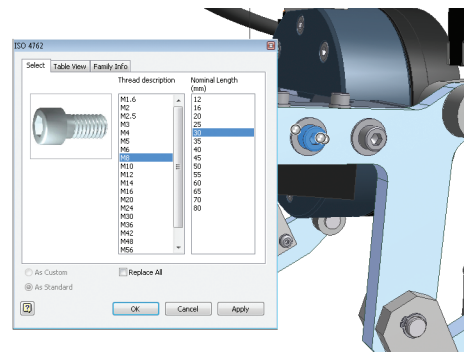 ISO 4762
Select
Table View
Family Info
Thread description
Nominal Length
(mm)
M1.6
M2
M2.5
M3
M4
M5
M6
M8
M10
M12
M14
M16
M20
M24
M30
M36
M42
M48
M56
12
16
20
25
30
35
40
45
50
55
60
65
70
80
As Custom
Replace All
As Standard
?
OK
Cancel
Apply